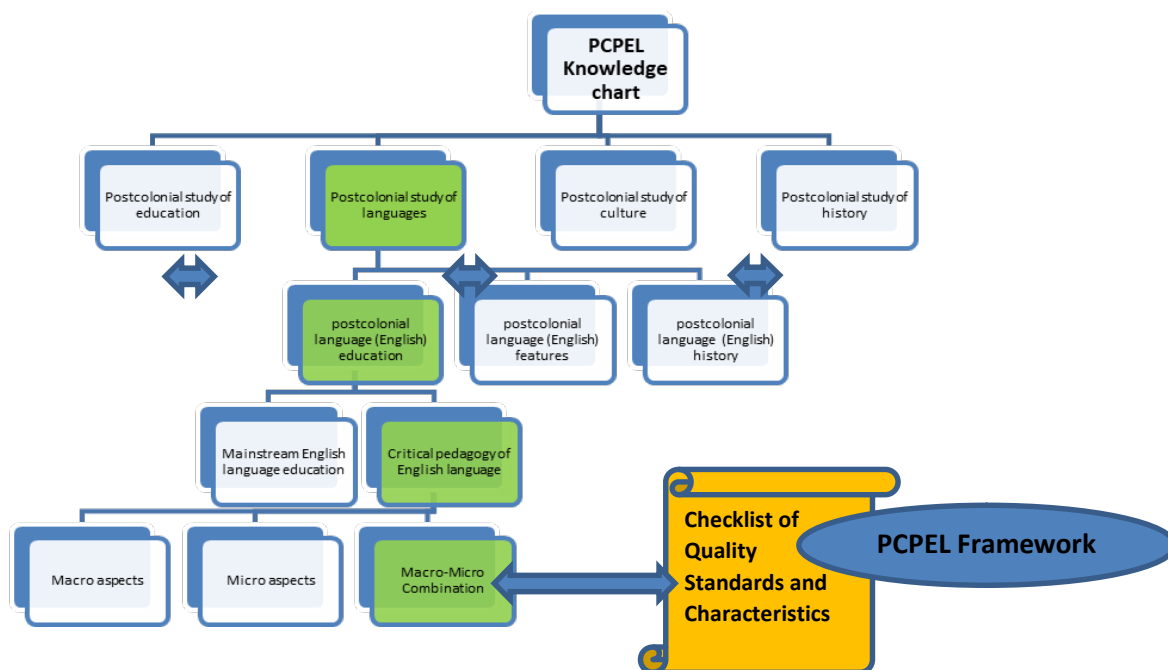 PCPEL
Knowledge
chart
Postcolonial study of
education
Postcolonial study of
languages
Postcolonial study of
culture
Postcolonial study of
history
postcolonial
language (English)
education
postcolonial
language (English)
features
postcolonial
language (English)
history
Mainstream English
language education
Critical pedagogy of
English language
Macro aspects
Micro aspects
Macro-Micro
Combination
Checklist of
Quality
Standards and
Characteristics
PCPEL Framework